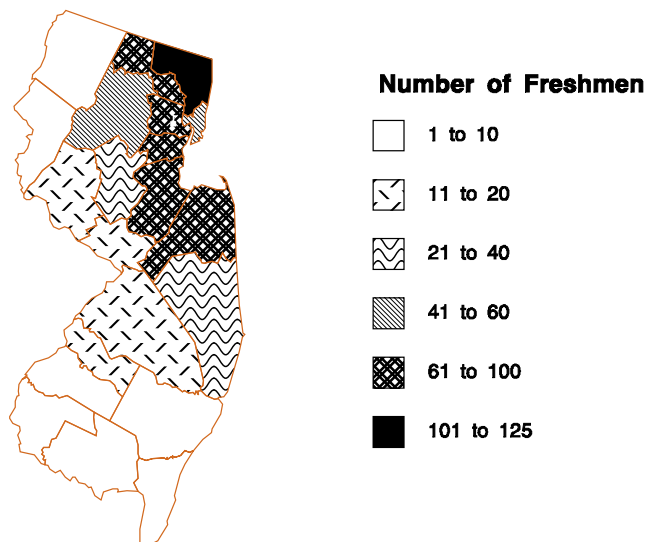 Number of Freshmen
1 to 10
11 to 20
21 to 40
41 to 60
61 to 100
101 to 125